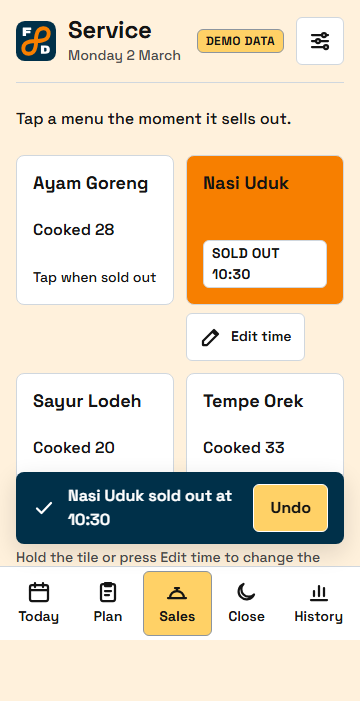 F
D
Service
Monday 2 March
DEMO DATA
Tap a menu the moment it sells out.
Ayam Goreng
Cooked 28
Tap when sold out
Nasi Uduk
SOLD OUT
10:30
Edit time
Sayur Lodeh
Cooked 20
Tempe Orek
Cooked 33
Nasi Uduk sold out at
10:30
Undo
Hold the tile or press Edit time to change the
Today
Plan
Sales
Close
History